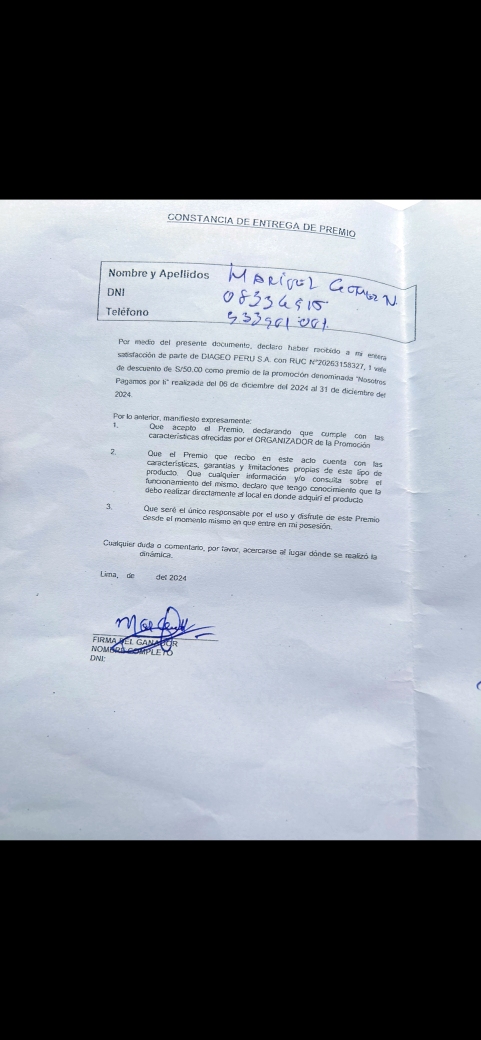 CONSTANCIA DE ENTREGA DE PREMIO
Nombre y Apellidos MARIVEL GOMEZ N
DNI 08334915
Teléfono
Por medio del presente documento, declaro haber recibido a mi entera
satisfacción de parte de DIAGEO PERU S.A. con RUC N°20263158327, 1 vale
de descuento de S/50.00 como premio de la promoción denominada "Nosotros
Pagamos por ti" realizada del 06 de diciembre del 2024 al 31 de diciembre del
2024.
Por lo anterior, manifiesto expresamente:
1. Que acepto el Premio, declarando que cumple con las
características ofrecidas por el ORGANIZADOR de la Promoción
2. Que el Premio que recibo en este acto cuenta con las
características, garantías y limitaciones propias de este tipo de
producto. Que cualquier información y/o consulta sobre el
funcionamiento del mismo, declaro que tengo conocimiento que la
debo realizar directamente al local en donde adquirí el producto
3. Que seré el único responsable por el uso y disfrute de este Premio
desde el momento mismo en que entre en mi posesión.
Cualquier duda o comentario, por favor, acercarse al lugar donde se realizó la
dinámica.
Lima, de del 2024
FIRMA DEL GANADOR
NOMBRE COMPLETO
DNI: